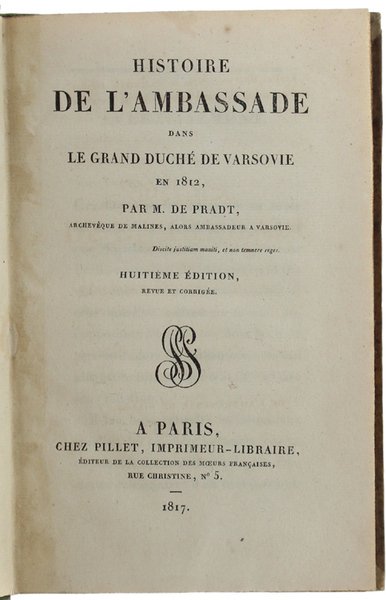 HISTOIRE
DE L'AMBASSADE
DANS
LE GRAND DUCHÉ DE VARSOVIE
EN 1812,
PAR M. DE PRADT,
ARCHEVÊQUE DE MALINES, ALORS AMBASSADEUR A VARSOVIE.
Discite justitiam moniti, et non temnere reges.
HUITIÈME ÉDITION,
REVUE ET CORRIGÉE.
A PARIS,
CHEZ PILLET, IMPRIMEUR-LIBRAIRE,
ÉDITEUR DE LA COLLECTION DES MŒURS FRANÇAISES,
RUE CHRISTINE, N° 5.
1817.